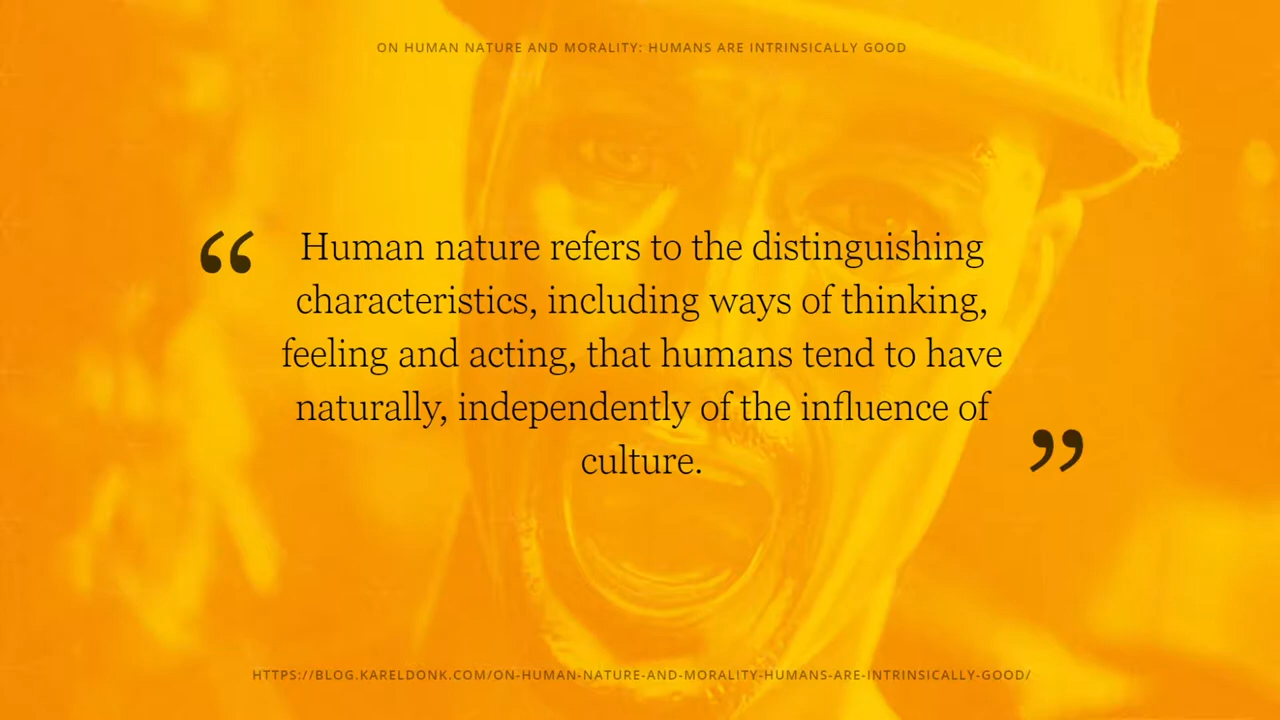 ON HUMAN NATURE AND MORALITY: HUMANS ARE INTRINSICALLY GOOD
“ Human nature refers to the distinguishing
characteristics, including ways of thinking,
feeling and acting, that humans tend to have
naturally, independently of the influence of
culture. ”
HTTPS://BLOG.KARELDONK.COM/ON-HUMAN-NATURE-AND-MORALITY-HUMANS-ARE-INTRINSICALLY-GOOD/